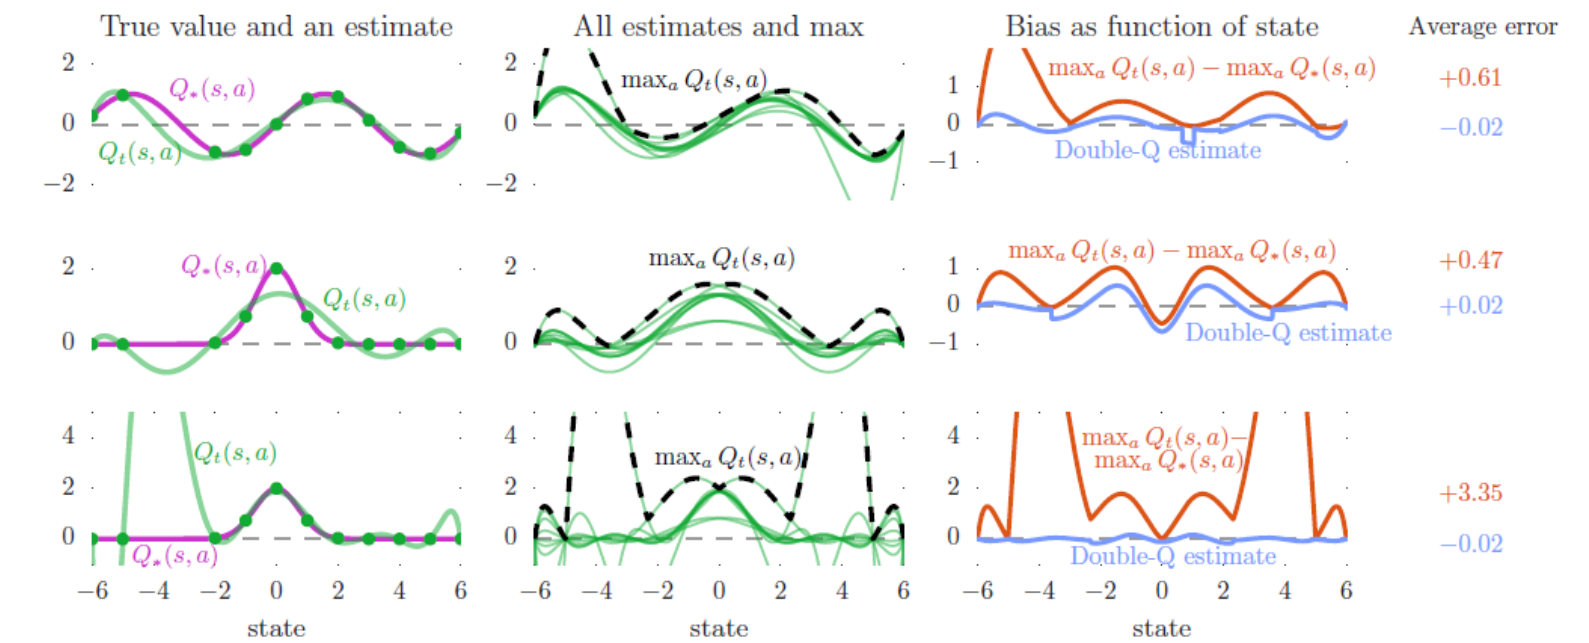 True value and an estimate
All estimates and max
Bias as function of state
Average error
2
0
−2
Q*(s, a)
Qt(s, a)
2
0
−2
maxa Qt(s, a)
1
0
−1
maxa Qt(s, a) − maxa Q*(s, a)
Double-Q estimate
+0.61
−0.02
2
0
Q*(s, a)
Qt(s, a)
2
0
maxa Qt(s, a)
1
0
−1
maxa Qt(s, a) − maxa Q*(s, a)
Double-Q estimate
+0.47
+0.02
4
2
0
Qt(s, a)
Q*(s, a)
4
2
0
maxa Qt(s, a)
4
2
0
maxa Qt(s, a)−
maxa Q*(s, a)
Double-Q estimate
+3.35
−0.02
−6 −4 −2 0 2 4 6
−6 −4 −2 0 2 4 6
−6 −4 −2 0 2 4 6
state
state
state